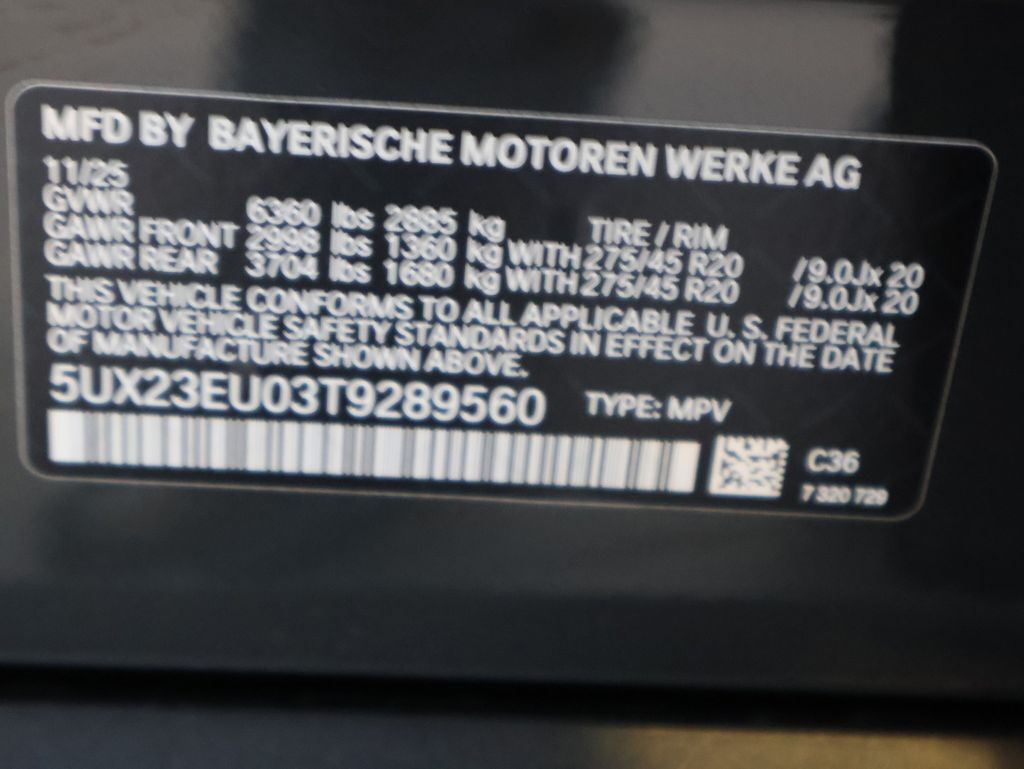 MFD BY BAYERISCHE MOTOREN WERKE AG
11/25
GVWR 6360 lbs 2885 kg TIRE / RIM
GAWR FRONT 2998 lbs 1360 kg WITH 275/45 R20 /9.0Jx 20
GAWR REAR 3704 lbs 1680 kg WITH 275/45 R20 /9.0Jx 20
THIS VEHICLE CONFORMS TO ALL APPLICABLE U. S. FEDERAL
MOTOR VEHICLE SAFETY STANDARDS IN EFFECT ON THE DATE
OF MANUFACTURE SHOWN ABOVE.
5UX23EU03T9289560 TYPE: MPV
C36
7 320 729